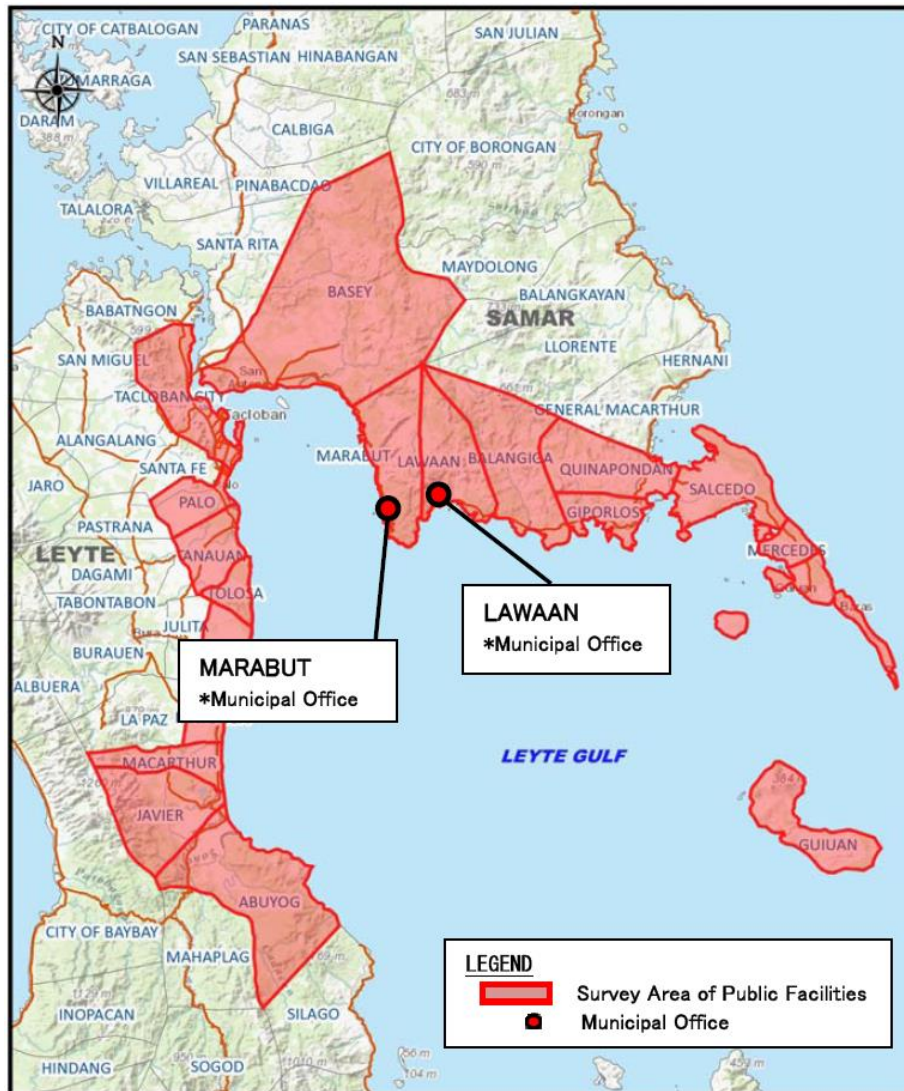 PARANAS
CITY OF CATBALOGAN
SAN JULIAN
N
SAN SEBASTIAN
HINABANGAN
683 m
DARAM
388 m
CALBIGA
Borongan
CITY OF BORONGAN
590 m
VILLAREAL
PINABACDAO
TALALORA
SANTA RITA
MAYDOLONG
BASEY
BALANGKAYAN
BABATNGON
SAMAR
LLORENTE
SAN MIGUEL
HERNANI
TACLOBAN CITY
GENERAL MACARTHUR
ALANGALANG
MARABUT
LAWAAN
BALANGIGA
SANTA FE
QUINAPONDAN
JARO
SALCEDO
PALO
GIPORLOS
PASTRANA
LEYTE
TANAUAN
MERCEDES
DAGAMI
TABONTABON
TOLOSA
LAWAAN
*Municipal Office
JULITA
BURAUEN
MARABUT
*Municipal Office
ALBUERA
LA PAZ
LEYTE GULF
MACARTHUR
JAVIER
GUIUAN
ABUYOG
CITY OF BAYBAY
MAHAPLAG
LEGEND
Survey Area of Public Facilities
Municipal Office
INOPACAN
SILAGO
HINDANG
SOGOD